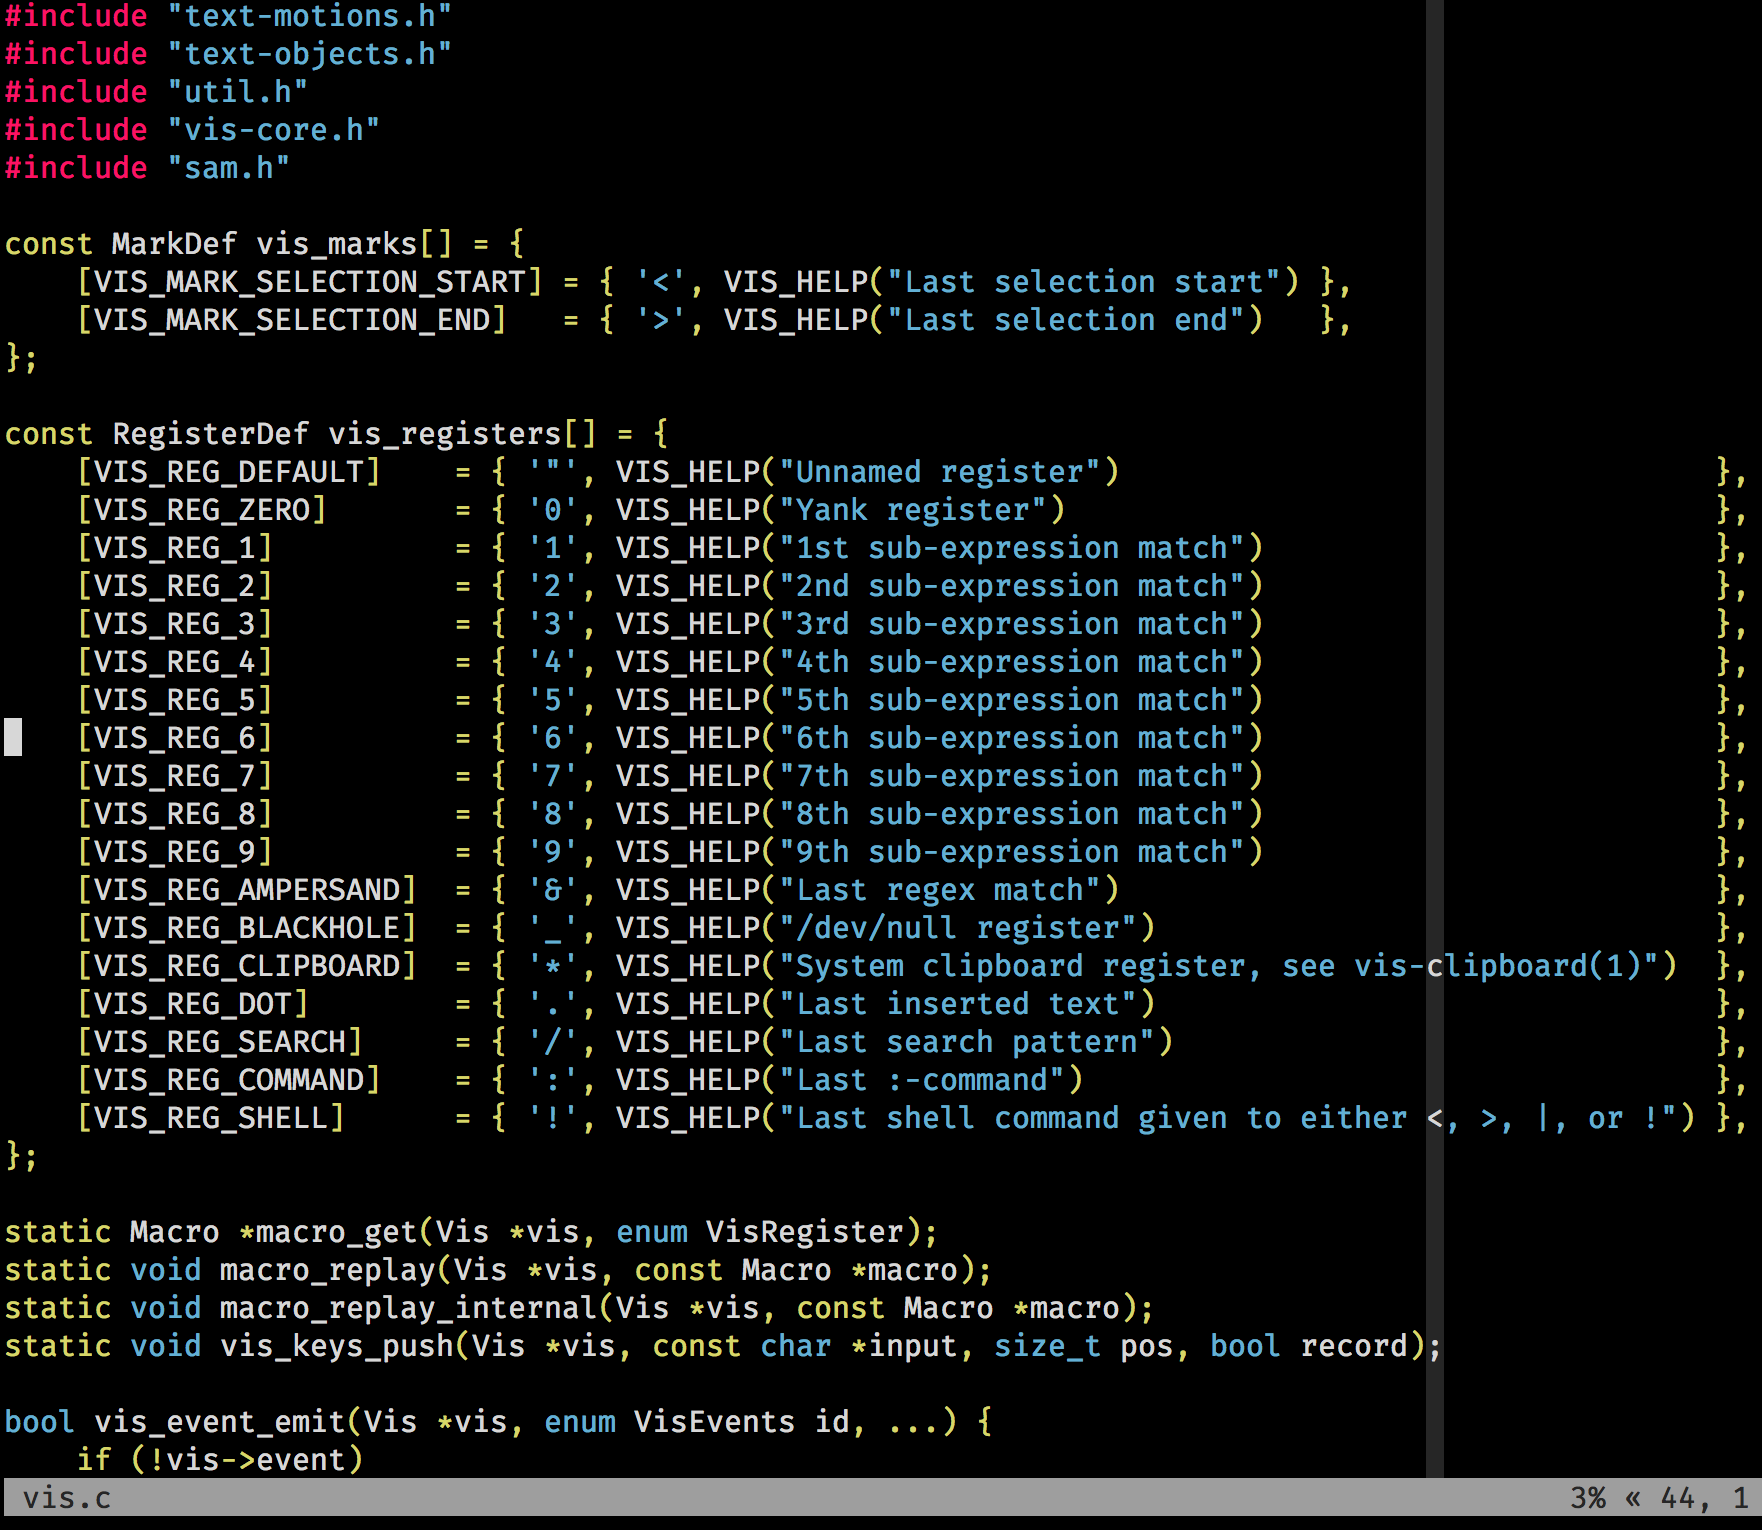 #include "text-motions.h"
#include "text-objects.h"
#include "util.h"
#include "vis-core.h"
#include "sam.h"

const MarkDef vis_marks[] = {
    [VIS_MARK_SELECTION_START] = { '<', VIS_HELP("Last selection start") },
    [VIS_MARK_SELECTION_END]   = { '>', VIS_HELP("Last selection end")   },
};

const RegisterDef vis_registers[] = {
    [VIS_REG_DEFAULT]    = { '"', VIS_HELP("Unnamed register")                                 },
    [VIS_REG_ZERO]       = { '0', VIS_HELP("Yank register")                                    },
    [VIS_REG_1]          = { '1', VIS_HELP("1st sub-expression match")                         },
    [VIS_REG_2]          = { '2', VIS_HELP("2nd sub-expression match")                         },
    [VIS_REG_3]          = { '3', VIS_HELP("3rd sub-expression match")                         },
    [VIS_REG_4]          = { '4', VIS_HELP("4th sub-expression match")                         },
    [VIS_REG_5]          = { '5', VIS_HELP("5th sub-expression match")                         },
    [VIS_REG_6]          = { '6', VIS_HELP("6th sub-expression match")                         },
    [VIS_REG_7]          = { '7', VIS_HELP("7th sub-expression match")                         },
    [VIS_REG_8]          = { '8', VIS_HELP("8th sub-expression match")                         },
    [VIS_REG_9]          = { '9', VIS_HELP("9th sub-expression match")                         },
    [VIS_REG_AMPERSAND]  = { '&', VIS_HELP("Last regex match")                                 },
    [VIS_REG_BLACKHOLE]  = { '_', VIS_HELP("/dev/null register")                               },
    [VIS_REG_CLIPBOARD]  = { '*', VIS_HELP("System clipboard register, see vis-clipboard(1)")  },
    [VIS_REG_DOT]        = { '.', VIS_HELP("Last inserted text")                               },
    [VIS_REG_SEARCH]     = { '/', VIS_HELP("Last search pattern")                              },
    [VIS_REG_COMMAND]    = { ':', VIS_HELP("Last :-command")                                   },
    [VIS_REG_SHELL]      = { '!', VIS_HELP("Last shell command given to either <, >, |, or !") },
};

static Macro *macro_get(Vis *vis, enum VisRegister);
static void macro_replay(Vis *vis, const Macro *macro);
static void macro_replay_internal(Vis *vis, const Macro *macro);
static void vis_keys_push(Vis *vis, const char *input, size_t pos, bool record);

bool vis_event_emit(Vis *vis, enum VisEvents id, ...) {
    if (!vis->event)
vis.c 3% « 44, 1